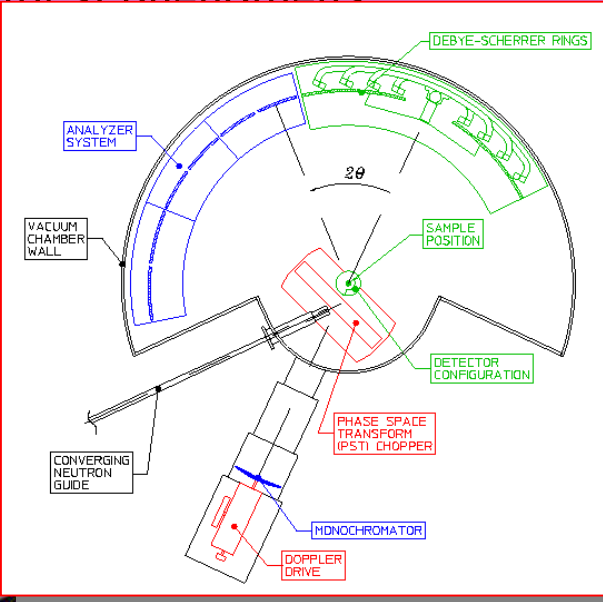 DEBYE-SCHERRER RINGS
ANALYZER
SYSTEM
2θ
VACUUM
CHAMBER
WALL
SAMPLE
POSITION
DETECTOR
CONFIGURATION
PHASE SPACE
TRANSFORM
(PST) CHOPPER
CONVERGING
NEUTRON
GUIDE
MONOCHROMATOR
DOPPLER
DRIVE